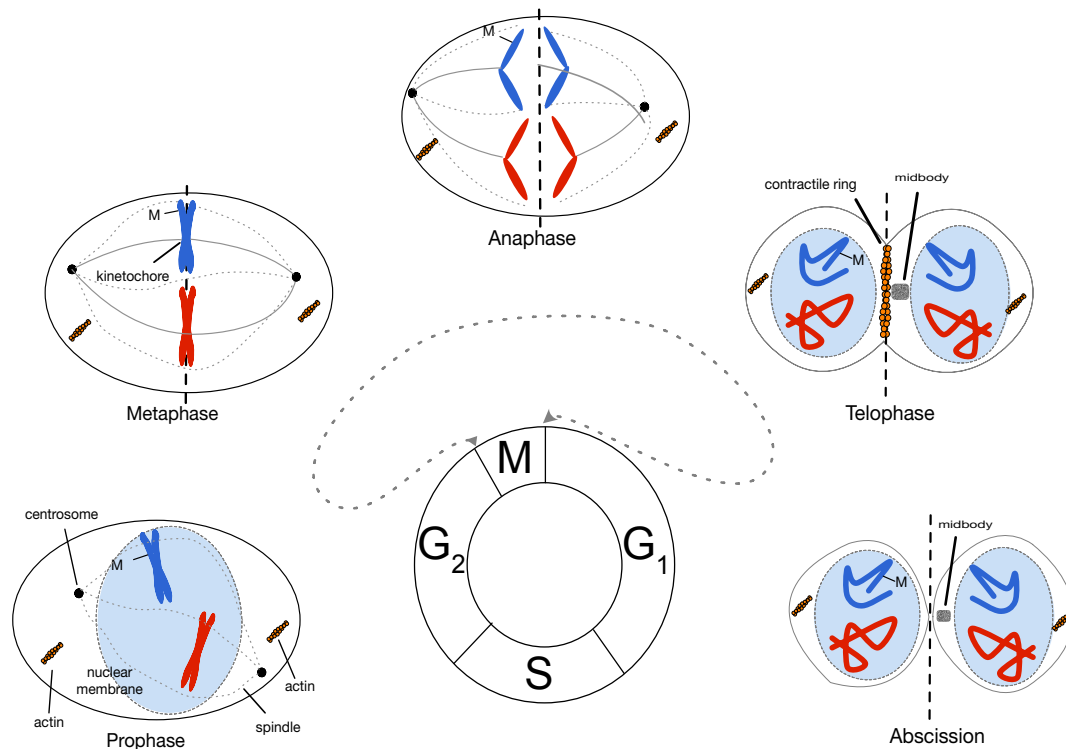 M
Anaphase
contractile ring
midbody
M
Telophase
M
kinetochore
Metaphase
M
G2
G1
S
centrosome
M
nuclear
membrane
actin
actin
spindle
Prophase
midbody
M
Abscission